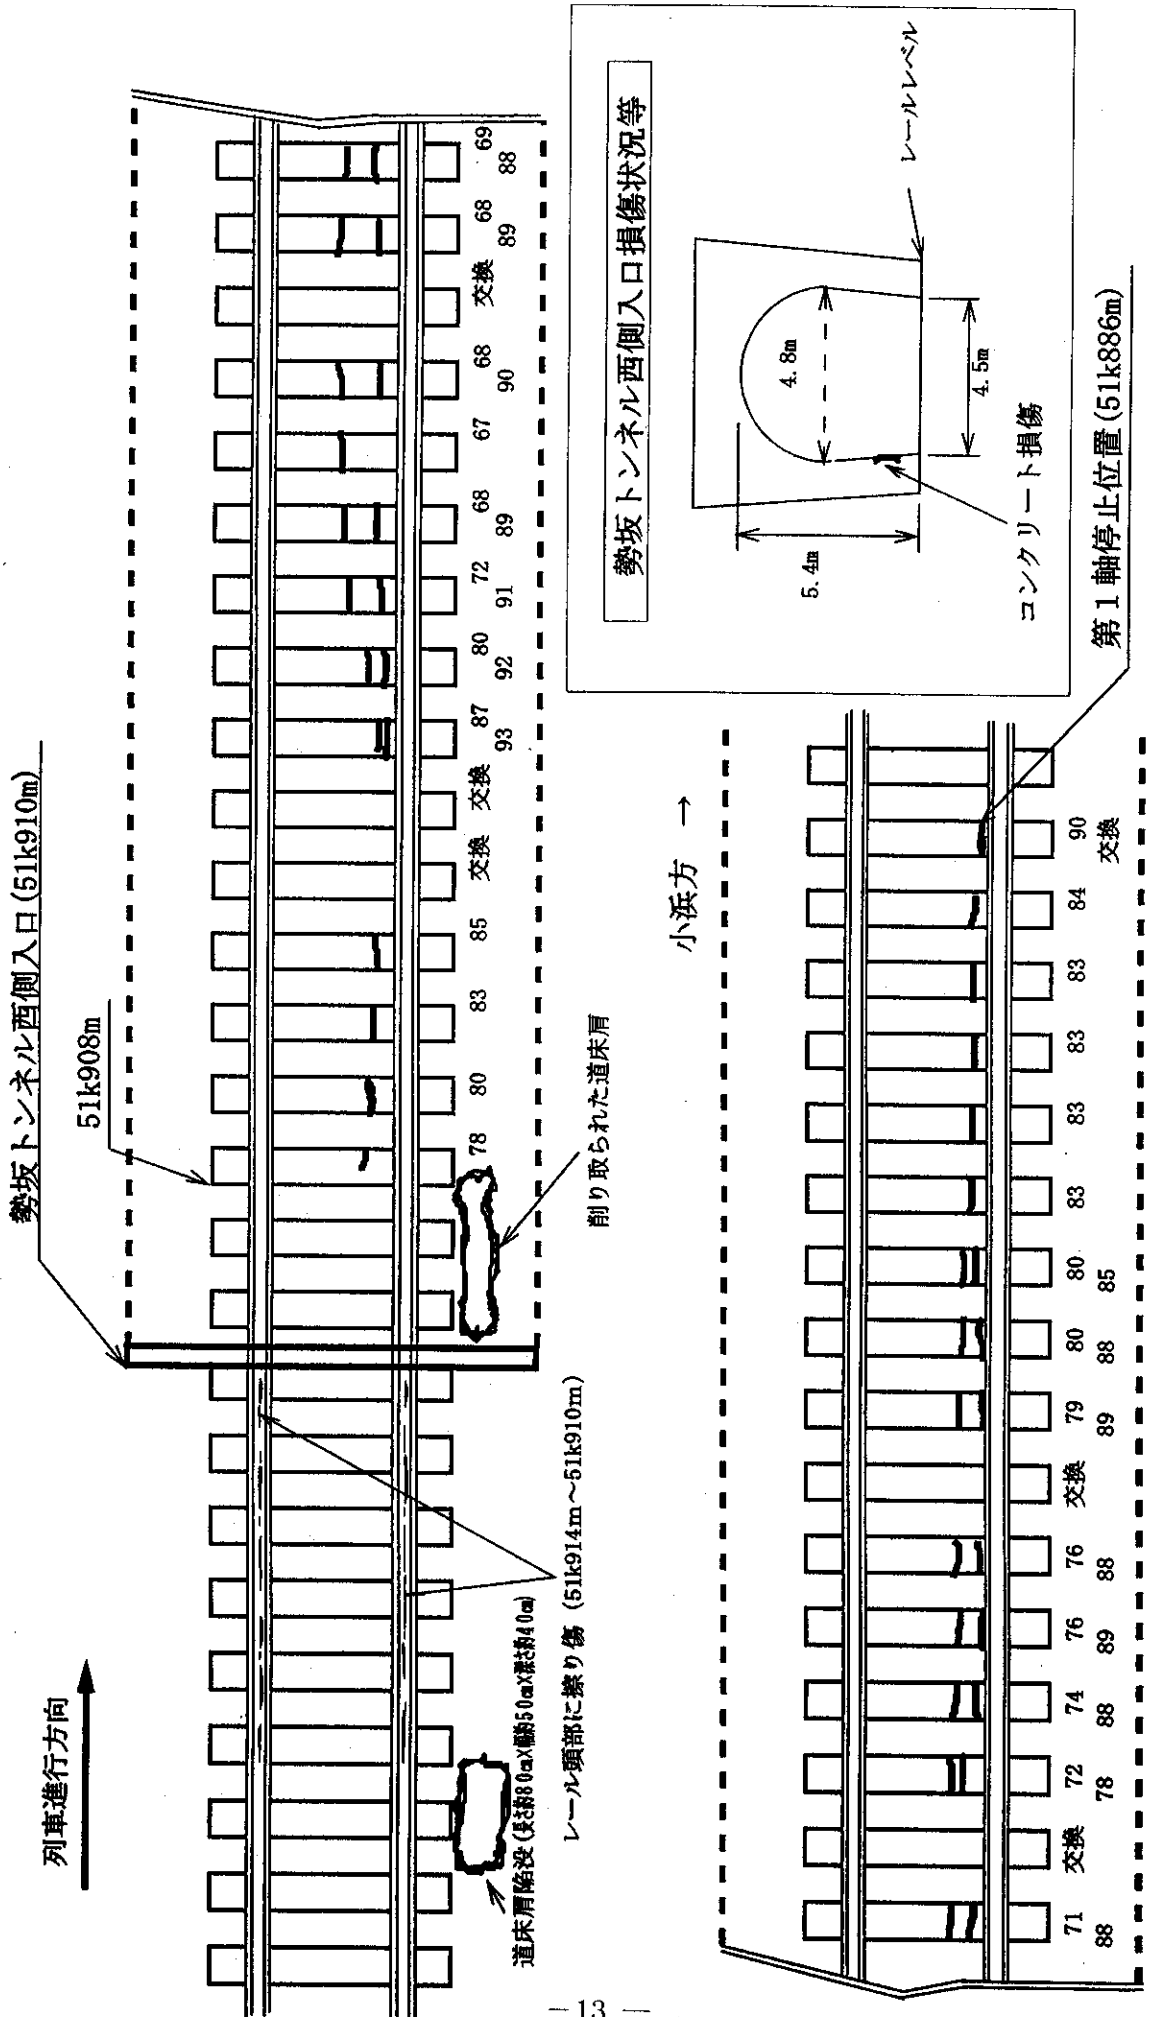 列車進行方向
勢坂トンネル西側入口(51k910m)
51k908m
78 80 83 85 交換 交換 87 80 72 68 67 68 交換 68 69
93 92 91 89 90 89 88
道床肩陥没(長さ約80cm×幅約50cm×深さ約40cm)
レール頭部に擦り傷 (51k914m～51k910m)
削り取られた道床肩
小浜方 →
71 交換 72 74 76 76 交換 79 80 80 83 83 83 83 84 90
88 78 88 89 88 89 88 85 交換
第1軸停止位置(51k886m)
勢坂トンネル西側入口損傷状況等
5.4m
4.8m
4.5m
コンクリート損傷
レールレベル
－13－